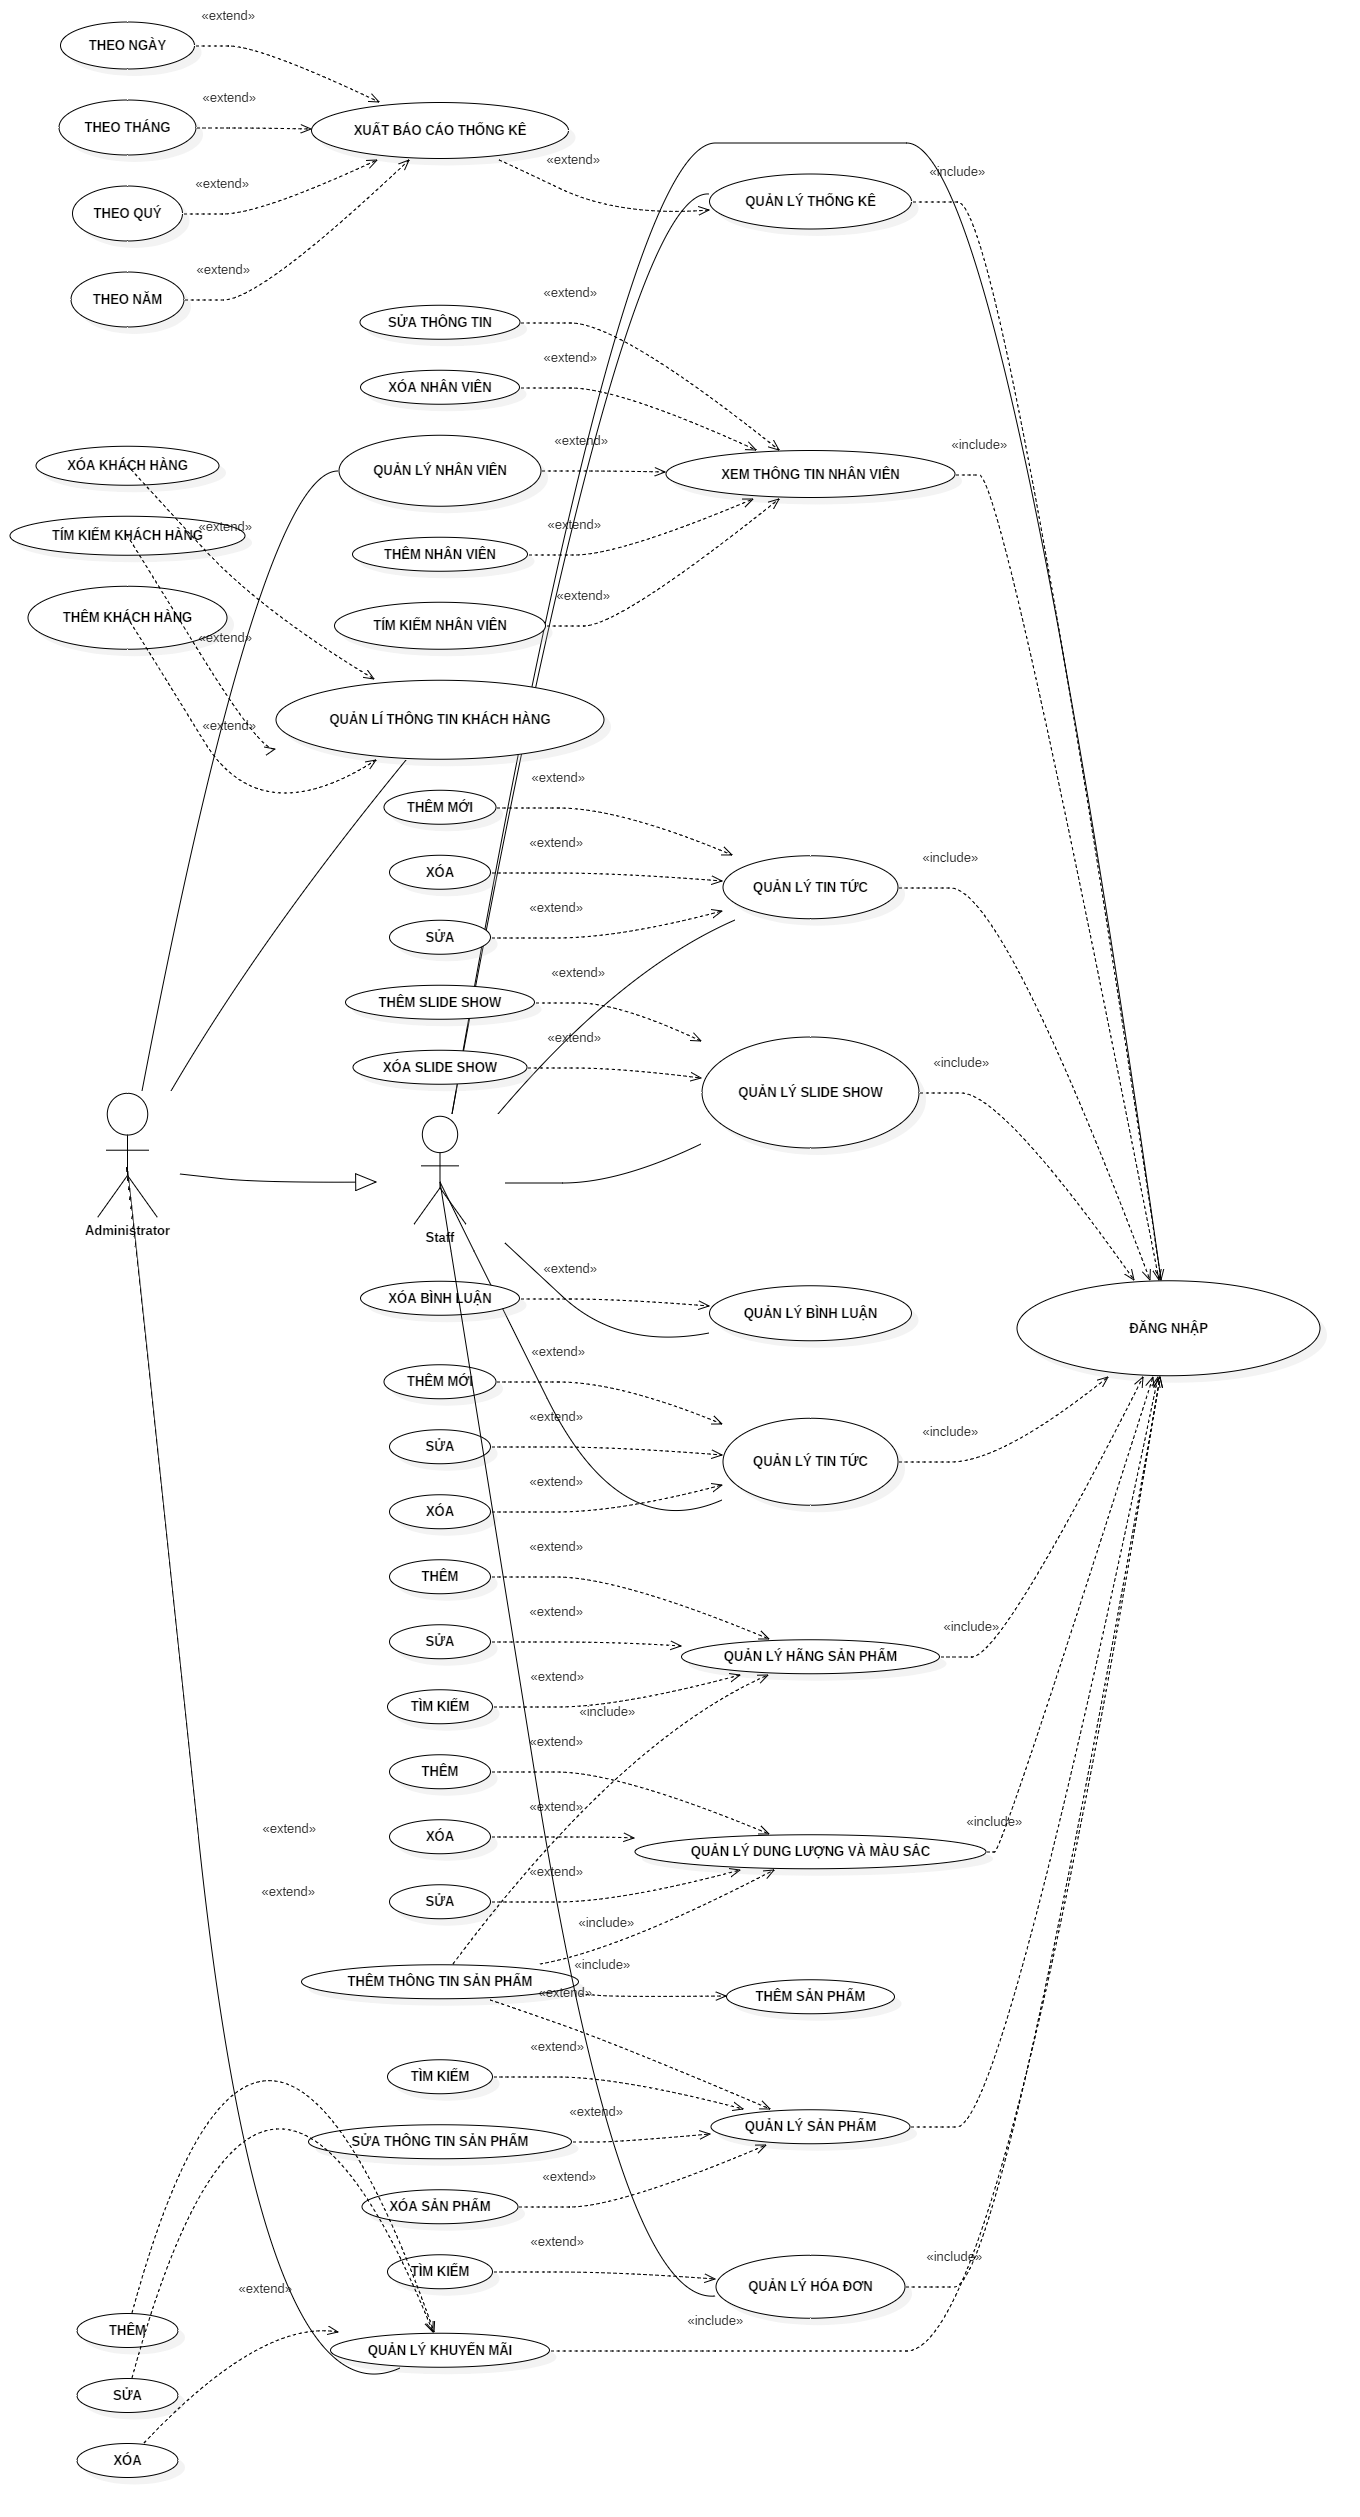 «extend»
THEO NGÀY
«extend»
THEO THÁNG
XUẤT BÁO CÁO THỐNG KÊ
«extend»
«include»
«extend»
QUẢN LÝ THỐNG KÊ
THEO QUÝ
«extend»
THEO NĂM
«extend»
SỬA THÔNG TIN
«extend»
XÓA NHÂN VIÊN
«extend»
«include»
XÓA KHÁCH HÀNG
QUẢN LÝ NHÂN VIÊN
XEM THÔNG TIN NHÂN VIÊN
«extend»
«extend»
TÍM KIẾM KHÁCH HÀNG
THÊM NHÂN VIÊN
«extend»
THÊM KHÁCH HÀNG
TÍM KIẾM NHÂN VIÊN
«extend»
«extend»
QUẢN LÍ THÔNG TIN KHÁCH HÀNG
«extend»
THÊM MỚI
«extend»
«include»
XÓA
QUẢN LÝ TIN TỨC
«extend»
SỬA
«extend»
THÊM SLIDE SHOW
«extend»
«include»
XÓA SLIDE SHOW
QUẢN LÝ SLIDE SHOW
Administrator
Staff
«extend»
XÓA BÌNH LUẬN
QUẢN LÝ BÌNH LUẬN
ĐĂNG NHẬP
«extend»
THÊM MỚI
«extend»
«include»
SỬA
QUẢN LÝ TIN TỨC
«extend»
XÓA
«extend»
THÊM
«extend»
«include»
SỬA
QUẢN LÝ HÃNG SẢN PHẨM
«extend»
TÌM KIẾM
«include»
«extend»
THÊM
«extend»
«include»
«extend»
XÓA
QUẢN LÝ DUNG LƯỢNG VÀ MÀU SẮC
«extend»
«extend»
SỬA
«include»
«include»
THÊM THÔNG TIN SẢN PHẨM
«extend»
THÊM SẢN PHẨM
«extend»
TÌM KIẾM
«extend»
QUẢN LÝ SẢN PHẨM
SỬA THÔNG TIN SẢN PHẨM
«extend»
XÓA SẢN PHẨM
«extend»
«include»
TÌM KIẾM
QUẢN LÝ HÓA ĐƠN
«extend»
«include»
THÊM
QUẢN LÝ KHUYẾN MÃI
SỬA
XÓA